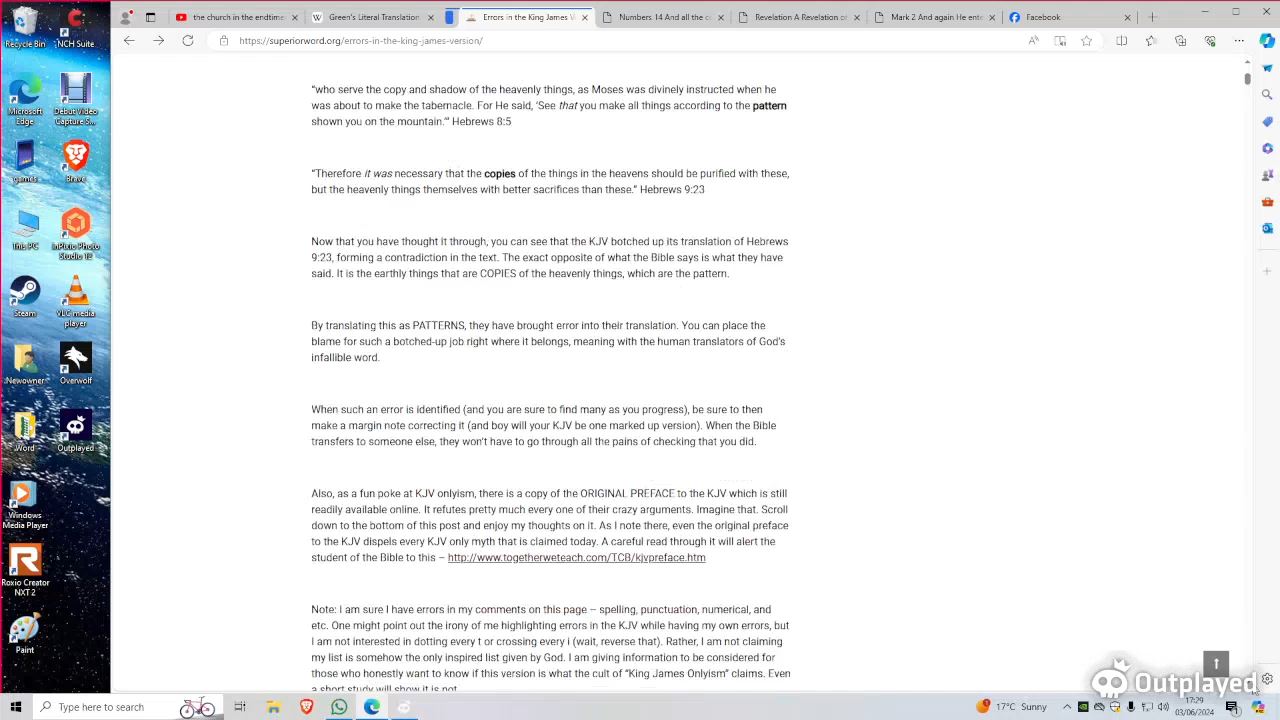 Recycle Bin
NCH Suite
Microsoft
Edge
Debut Video
Capture S...
games
Brave
This PC
InPixio Photo
Studio 12
Steam
VLC media
player
Newowner
Overwolf
Word
Outplayed
Windows
Media Player
Roxio Creator
NXT 2
Paint
the church in the endtimes
Green's Literal Translation
Errors in the King James V
Numbers 14 And all the c
Revelation A Revelation o
Mark 2 And again He ente
Facebook
https://superiorword.org/errors-in-the-king-james-version/
“who serve the copy and shadow of the heavenly things, as Moses was divinely instructed when he
was about to make the tabernacle. For He said, ‘See that you make all things according to the pattern
shown you on the mountain.’” Hebrews 8:5
“Therefore it was necessary that the copies of the things in the heavens should be purified with these,
but the heavenly things themselves with better sacrifices than these.” Hebrews 9:23
Now that you have thought it through, you can see that the KJV botched up its translation of Hebrews
9:23, forming a contradiction in the text. The exact opposite of what the Bible says is what they have
said. It is the earthly things that are COPIES of the heavenly things, which are the pattern.
By translating this as PATTERNS, they have brought error into their translation. You can place the
blame for such a botched-up job right where it belongs, meaning with the human translators of God’s
infallible word.
When such an error is identified (and you are sure to find many as you progress), be sure to then
make a margin note correcting it (and boy will your KJV be one marked up version). When the Bible
transfers to someone else, they won’t have to go through all the pains of checking that you did.
Also, as a fun poke at KJV onlyism, there is a copy of the ORIGINAL PREFACE to the KJV which is still
readily available online. It refutes pretty much every one of their crazy arguments. Imagine that. Scroll
down to the bottom of this post and enjoy my thoughts on it. As I note there, even the original preface
to the KJV dispels every KJV only myth that is claimed today. A careful read through it will alert the
student of the Bible to this – http://www.togetherweteach.com/TCB/kjvpreface.htm
Note: I am sure I have errors in my comments on this page – spelling, punctuation, numerical, and
etc. One might point out the irony of me highlighting errors in the KJV while having my own errors, but
I am not interested in dotting every t or crossing every i (wait, reverse that). Rather, I am not claiming
my list is somehow the only inspired list given by God. I am giving information to be considered for
those who honestly want to know if this version is what the cult of “King James Onlyism” claims. Even
a short study will show it is not.
Outplayed
Type here to search
17°C Sunny
17:29
03/06/2024